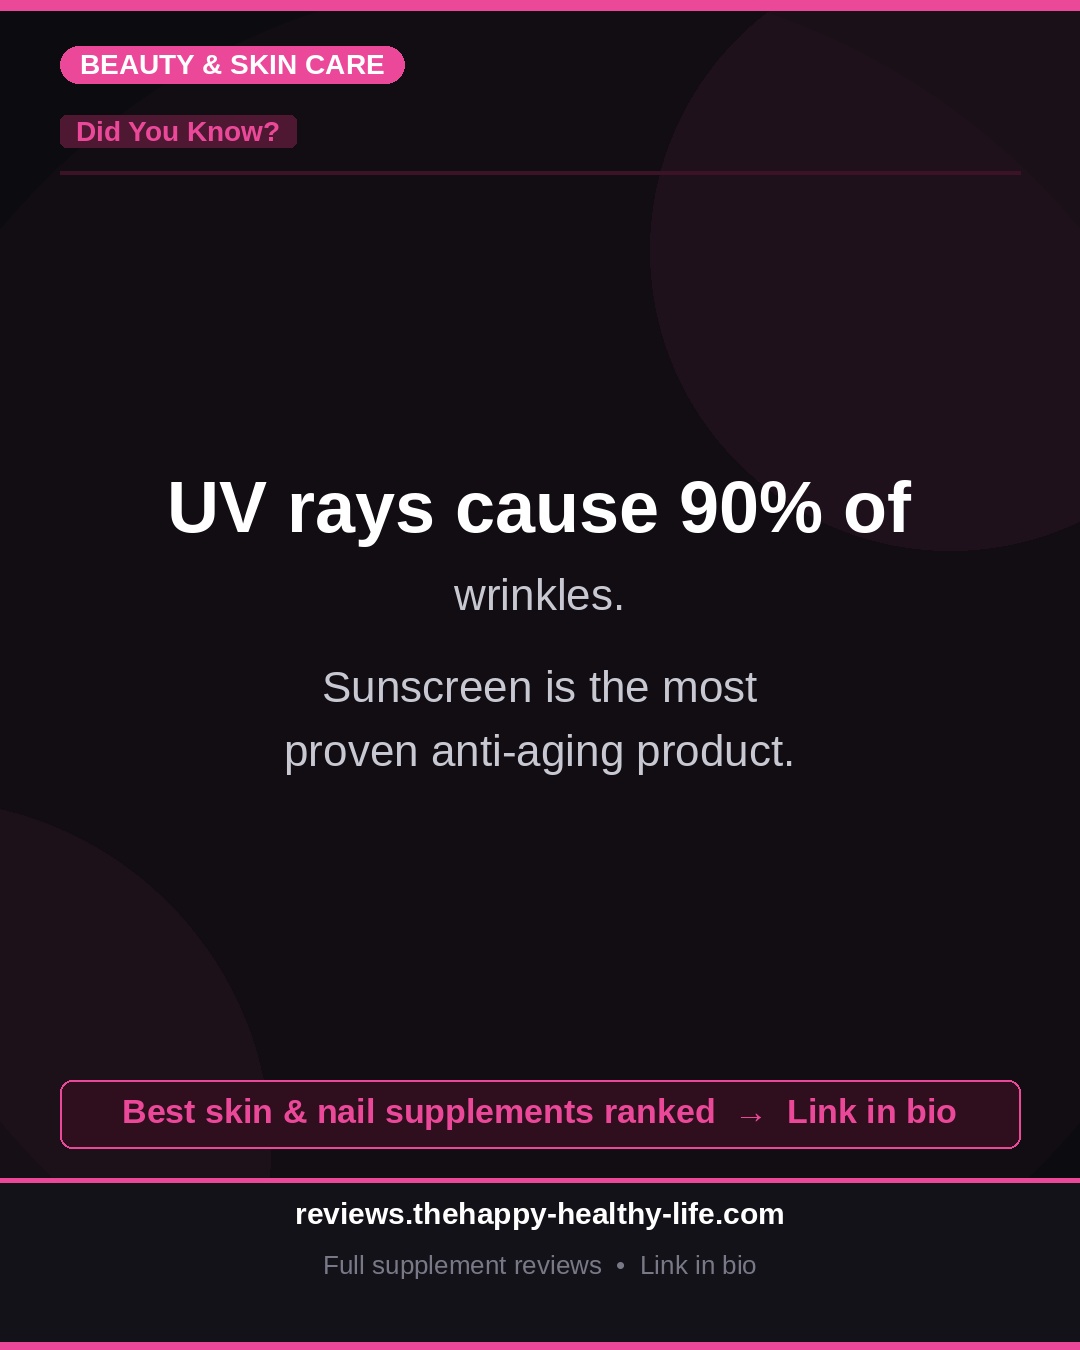 BEAUTY & SKIN CARE
Did You Know?
UV rays cause 90% of
wrinkles.
Sunscreen is the most
proven anti-aging product.
Best skin & nail supplements ranked → Link in bio
reviews.thehappy-healthy-life.com
Full supplement reviews • Link in bio